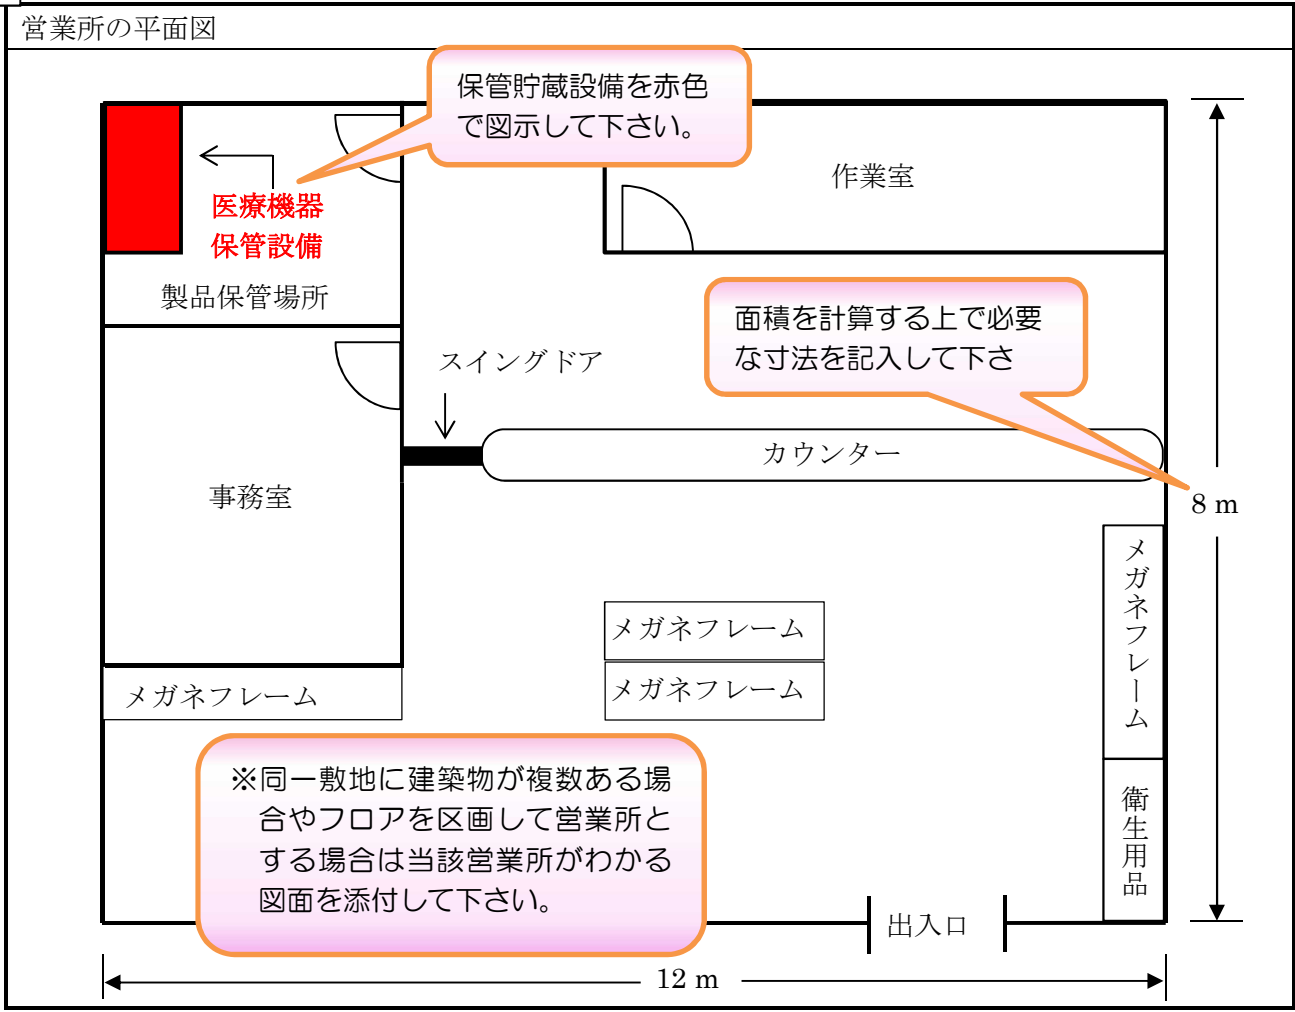 営業所の平面図
保管貯蔵設備を赤色
で図示して下さい。
作業室
医療機器
保管設備
製品保管場所
面積を計算する上で必要
な寸法を記入して下さ
スイングドア
カウンター
事務室
8 m
メガネフレーム
メガネフレーム
メガネフレーム
メガネフレーム
※同一敷地に建築物が複数ある場
合やフロアを区画して営業所と
する場合は当該営業所がわかる
図面を添付して下さい。
衛生用品
出入口
12 m